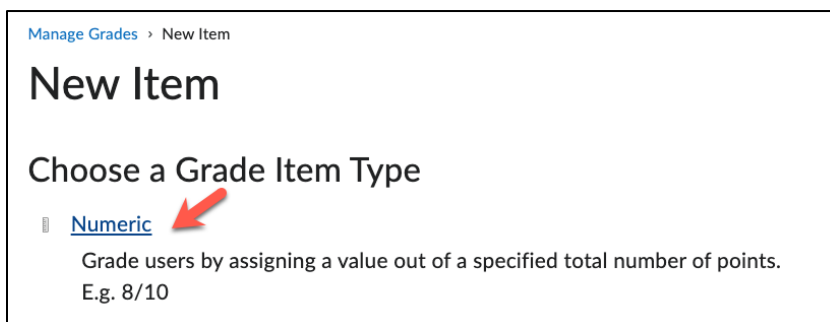 Manage Grades › New Item
New Item
Choose a Grade Item Type
Numeric
Grade users by assigning a value out of a specified total number of points.
E.g. 8/10